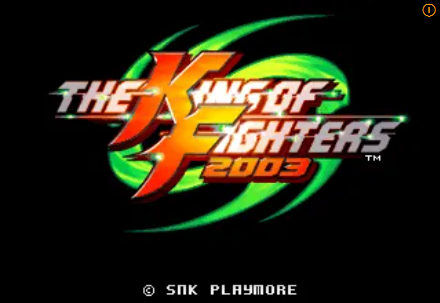 THE KING OF
FIGHTERS
2003
TM
© SNK PLAYMORE